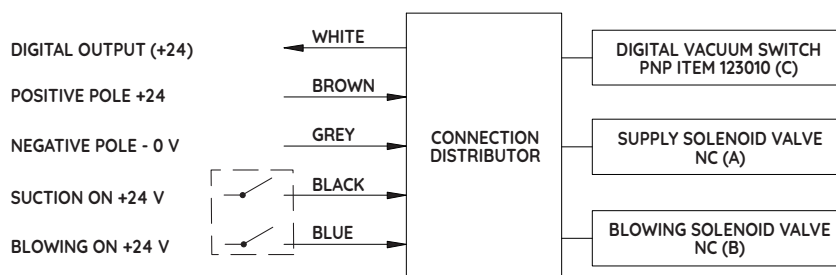 DIGITAL OUTPUT (+24)
WHITE
POSITIVE POLE +24
BROWN
NEGATIVE POLE - 0 V
GREY
SUCTION ON +24 V
BLACK
BLOWING ON +24 V
BLUE
CONNECTION
DISTRIBUTOR
DIGITAL VACUUM SWITCH
PNP ITEM 123010 (C)
SUPPLY SOLENOID VALVE
NC (A)
BLOWING SOLENOID VALVE
NC (B)